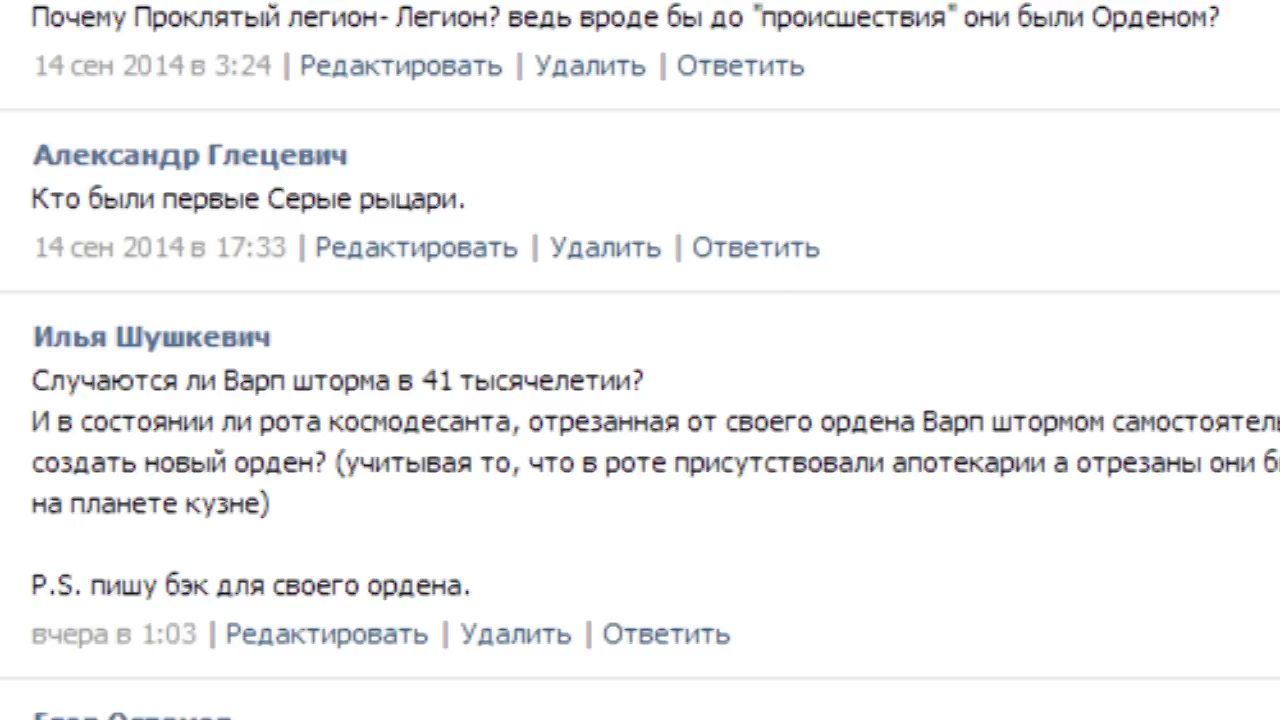 Почему Проклятый легион- Легион? ведь вроде бы до "происшествия" они были Орденом?
14 сен 2014 в 3:24 | Редактировать | Удалить | Ответить
Александр Глецевич
Кто были первые Серые рыцари.
14 сен 2014 в 17:33 | Редактировать | Удалить | Ответить
Илья Шушкевич
Случаются ли Варп шторма в 41 тысячелетии?
И в состоянии ли рота космодесанта, отрезанная от своего ордена Варп штормом
создать новый орден? (учитывая то, что в роте присутствовали апотекарии а отрезаны они
на планете кузне)
P.S. пишу бэк для своего ордена.
вчера в 1:03 | Редактировать | Удалить | Ответить